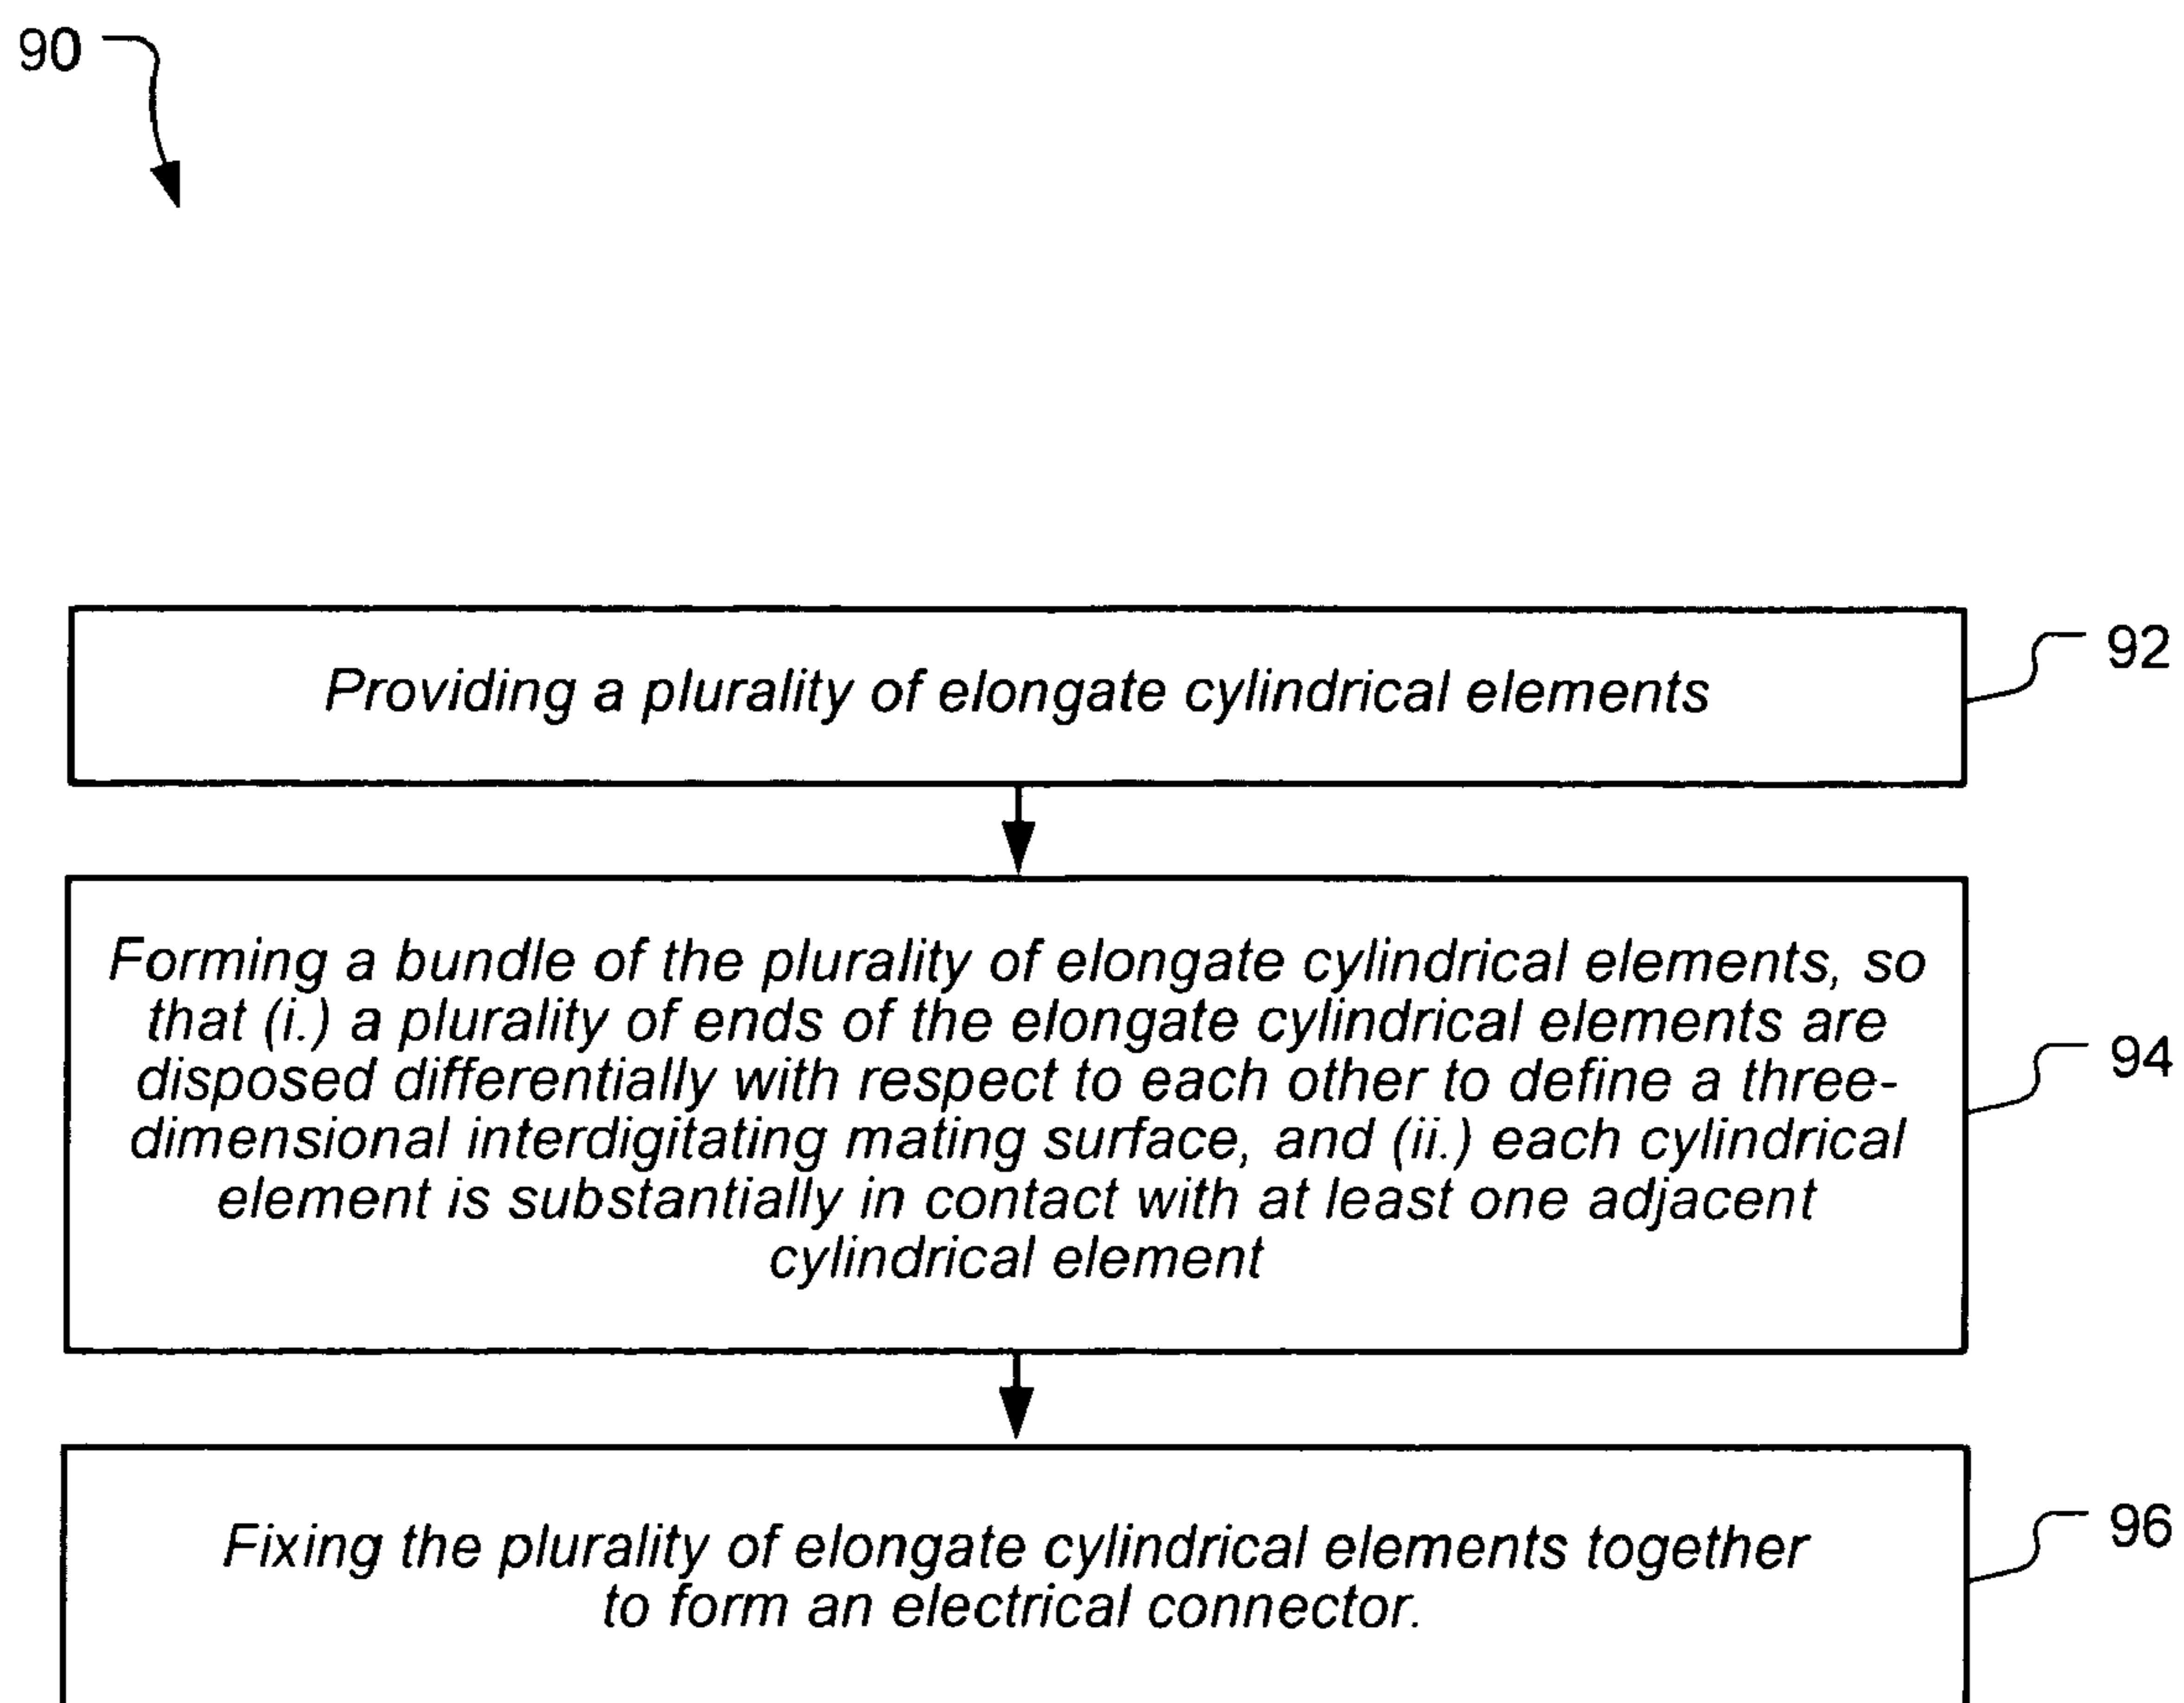 90
Providing a plurality of elongate cylindrical elements
92
Forming a bundle of the plurality of elongate cylindrical elements, so
that (i.) a plurality of ends of the elongate cylindrical elements are
disposed differentially with respect to each other to define a three-
dimensional interdigitating mating surface, and (ii.) each cylindrical
element is substantially in contact with at least one adjacent
cylindrical element
94
Fixing the plurality of elongate cylindrical elements together
to form an electrical connector.
96